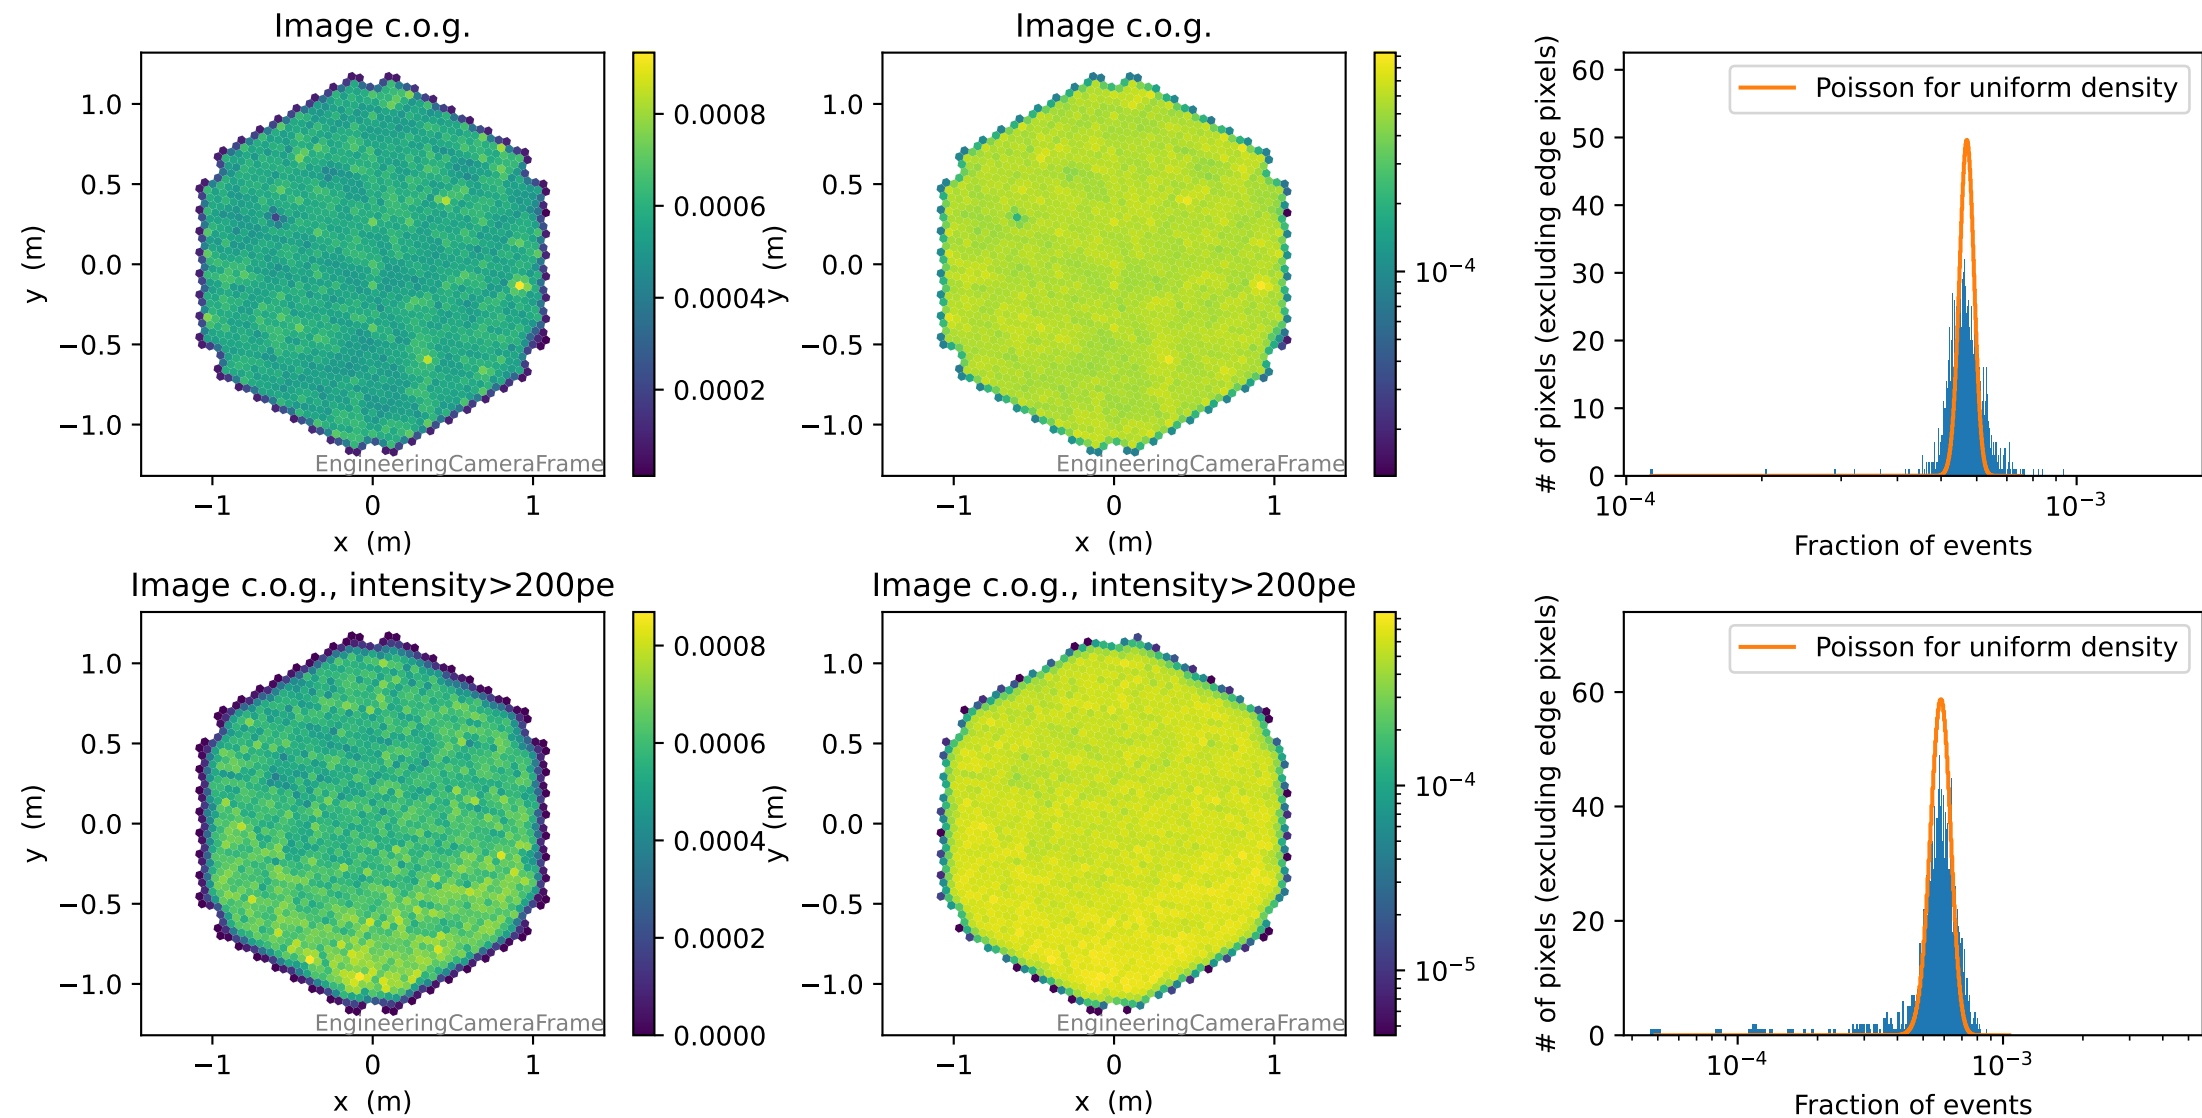 Image c.o.g.
1.0
0.5
0.0
−0.5
−1.0
y (m)
−1
0
1
x (m)
EngineeringCameraFrame
0.0008
0.0006
0.0004
0.0002
Image c.o.g.
1.0
0.5
0.0
−0.5
−1.0
y (m)
−1
0
1
x (m)
EngineeringCameraFrame
10⁻⁴
Poisson for uniform density
# of pixels (excluding edge pixels)
60
50
40
30
20
10
0
10⁻⁴
10⁻³
Fraction of events
Image c.o.g., intensity>200pe
1.0
0.5
0.0
−0.5
−1.0
y (m)
−1
0
1
x (m)
EngineeringCameraFrame
0.0008
0.0006
0.0004
0.0002
0.0000
Image c.o.g., intensity>200pe
1.0
0.5
0.0
−0.5
−1.0
y (m)
−1
0
1
x (m)
EngineeringCameraFrame
10⁻⁴
10⁻⁵
Poisson for uniform density
# of pixels (excluding edge pixels)
60
40
20
0
10⁻⁴
10⁻³
Fraction of events